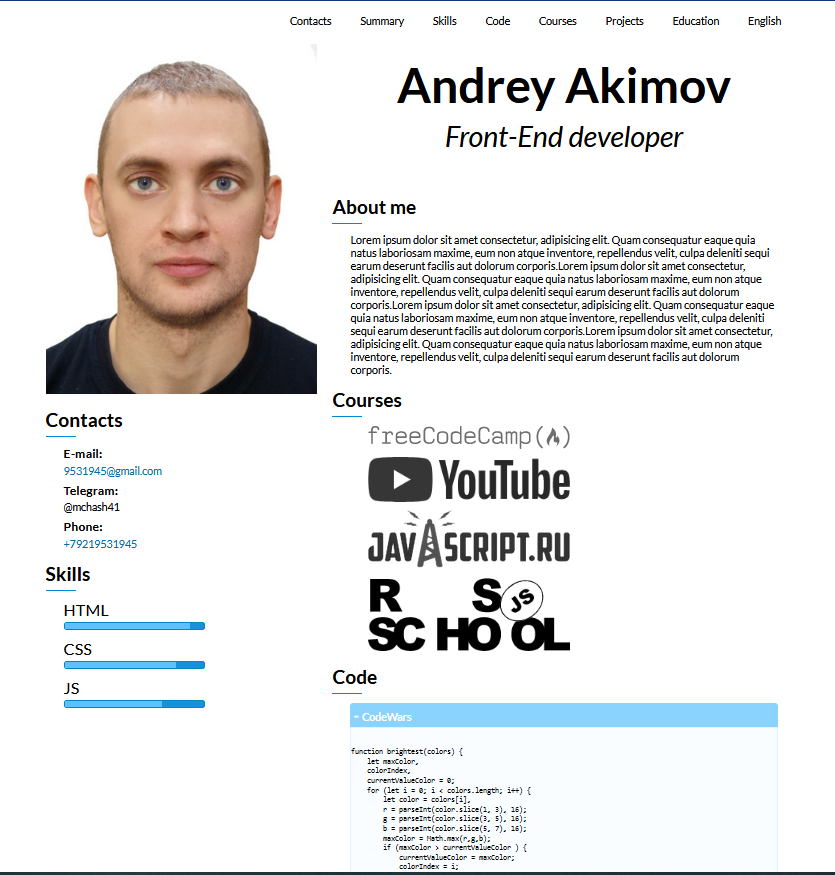 Contacts Summary Skills Code Courses Projects Education English
Andrey Akimov
Front-End developer
About me
Lorem ipsum dolor sit amet consectetur, adipisicing elit. Quam consequatur eaque quia
natus laboriosam maxime, eum non atque inventore, repellendus velit, culpa deleniti sequi
earum deserunt facilis aut dolorum corporis.Lorem ipsum dolor sit amet consectetur,
adipisicing elit. Quam consequatur eaque quia natus laboriosam maxime, eum non atque
inventore, repellendus velit, culpa deleniti sequi earum deserunt facilis aut dolorum
corporis.Lorem ipsum dolor sit amet consectetur, adipisicing elit. Quam consequatur eaque
quia natus laboriosam maxime, eum non atque inventore, repellendus velit, culpa deleniti
sequi earum deserunt facilis aut dolorum corporis.Lorem ipsum dolor sit amet consectetur,
adipisicing elit. Quam consequatur eaque quia natus laboriosam maxime, eum non atque
inventore, repellendus velit, culpa deleniti sequi earum deserunt facilis aut dolorum
corporis.
Contacts
E-mail:
9531945@gmail.com
Telegram:
@mchash41
Phone:
+79219531945
Skills
HTML
CSS
JS
Courses
freeCodeCamp(🔥)
YouTube
JAVASCRIPT.RU
R S JS
SCHOOL
Code
- CodeWars
function brightest(colors) {
let maxColor,
colorIndex,
currentValueColor = 0;
for (let i = 0; i < colors.length; i++) {
let color = colors[i],
r = parseInt(color.slice(1, 3), 16);
g = parseInt(color.slice(3, 5), 16);
b = parseInt(color.slice(5, 7), 16);
maxColor = Math.max(r,g,b);
if (maxColor > currentValueColor ) {
currentValueColor = maxColor;
colorIndex = i;